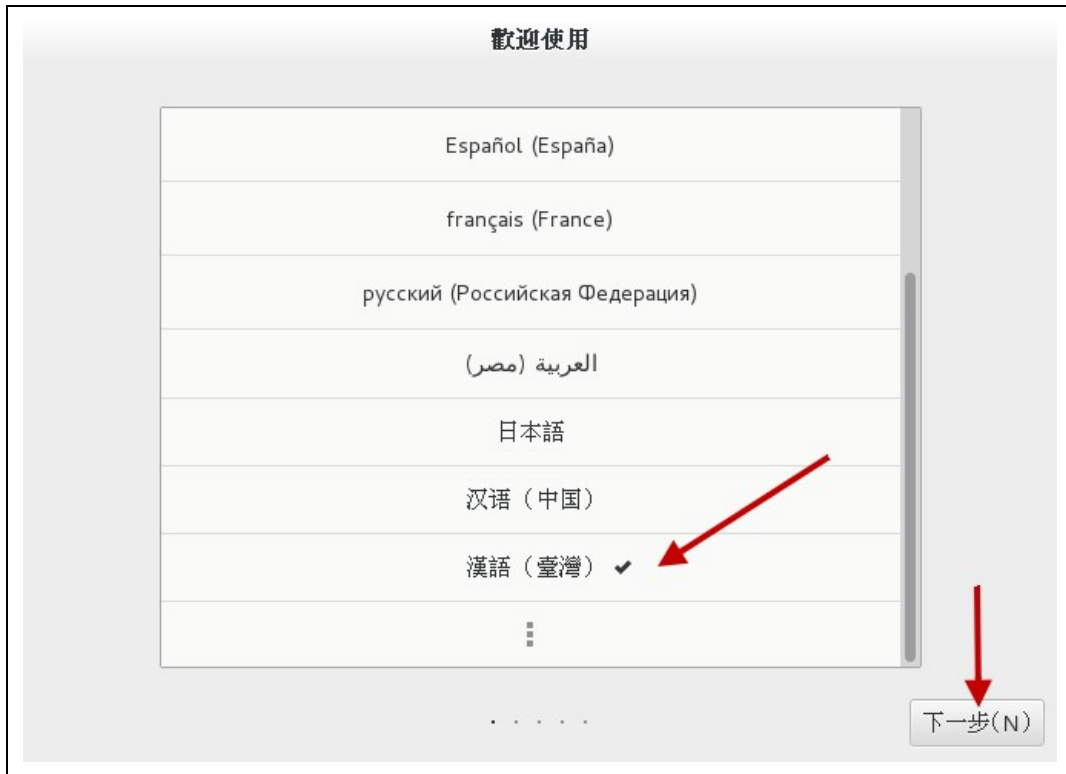 歡迎使用
Español (España)
français (France)
русский (Российская Федерация)
العربية (مصر)
日本語
汉语（中国）
漢語（臺灣）
下一步(N)